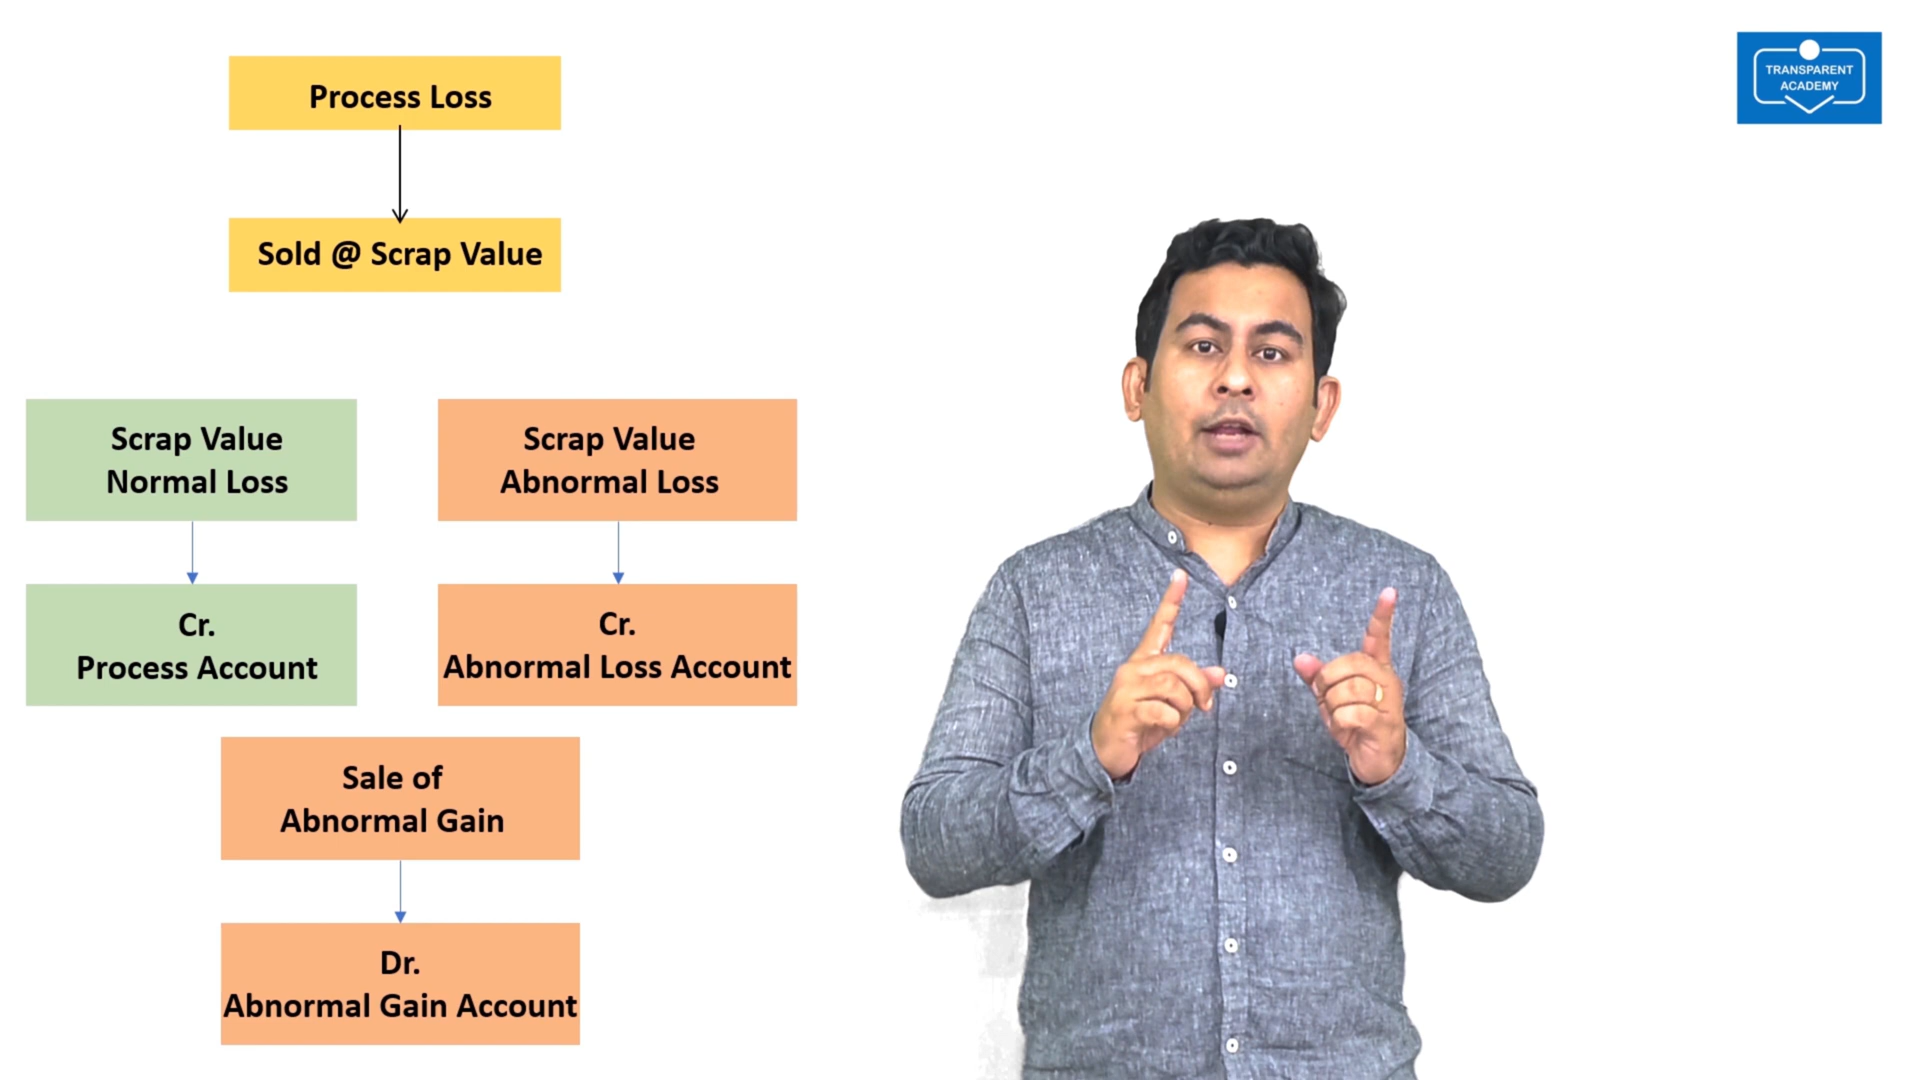 Process Loss
Sold @ Scrap Value
Scrap Value
Normal Loss
Scrap Value
Abnormal Loss
Cr.
Process Account
Cr.
Abnormal Loss Account
Sale of
Abnormal Gain
Dr.
Abnormal Gain Account
TRANSPARENT
ACADEMY